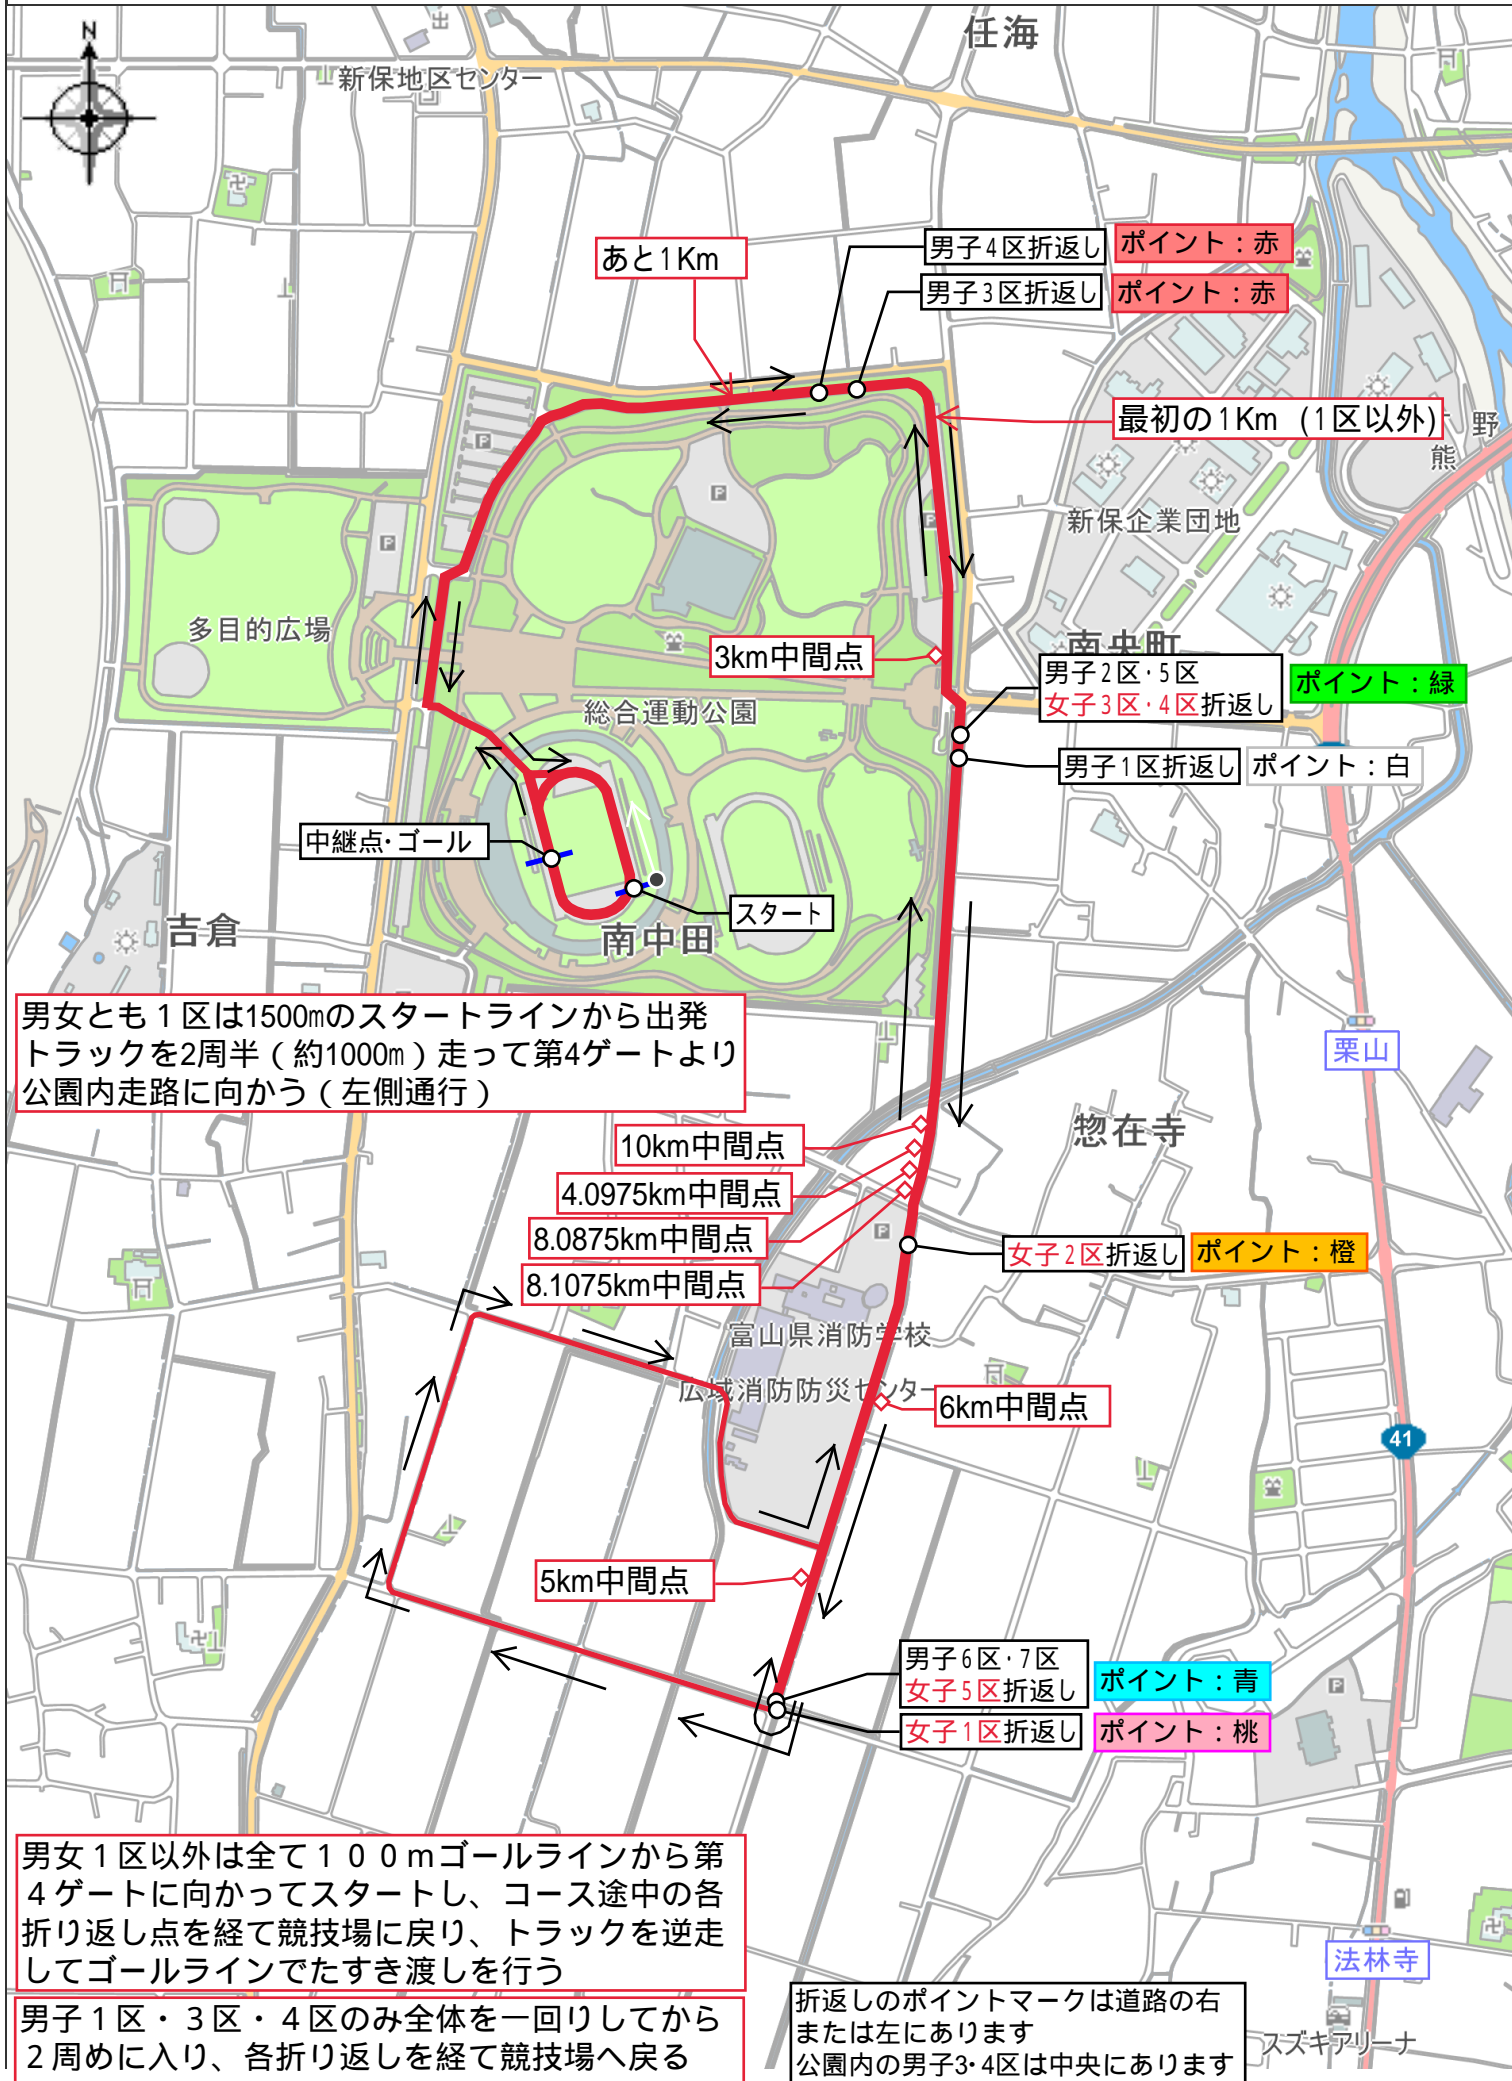 N
任海
新保地区センター
男子4区折返し
ポイント：赤
あと1Km
男子3区折返し
ポイント：赤
最初の1Km (1区以外)
野
熊
P
P
P
P
新保企業団地
多目的広場
3km中間点
南央町
男子2区・5区
女子3区・4区折返し
ポイント：緑
総合運動公園
男子1区折返し
ポイント：白
中継点・ゴール
スタート
吉倉
南中田
男女とも１区は1500mのスタートラインから出発
トラックを2周半（約1000m）走って第4ゲートより
公園内走路に向かう（左側通行）
栗山
惣在寺
10km中間点
4.0975km中間点
8.0875km中間点
8.1075km中間点
P
女子2区折返し
ポイント：橙
富山県消防学校
広域消防防災センター
6km中間点
41
5km中間点
男子6区・7区
女子5区折返し
ポイント：青
P
女子1区折返し
ポイント：桃
男女１区以外は全て１００ｍゴールラインから第
４ゲートに向かってスタートし、コース途中の各
折り返し点を経て競技場に戻り、トラックを逆走
してゴールラインでたすき渡しを行う
法林寺
男子１区・３区・４区のみ全体を一回りしてから
２周めに入り、各折り返しを経て競技場へ戻る
折返しのポイントマークは道路の右
または左にあります
公園内の男子3・4区は中央にあります
スズキアリーナ